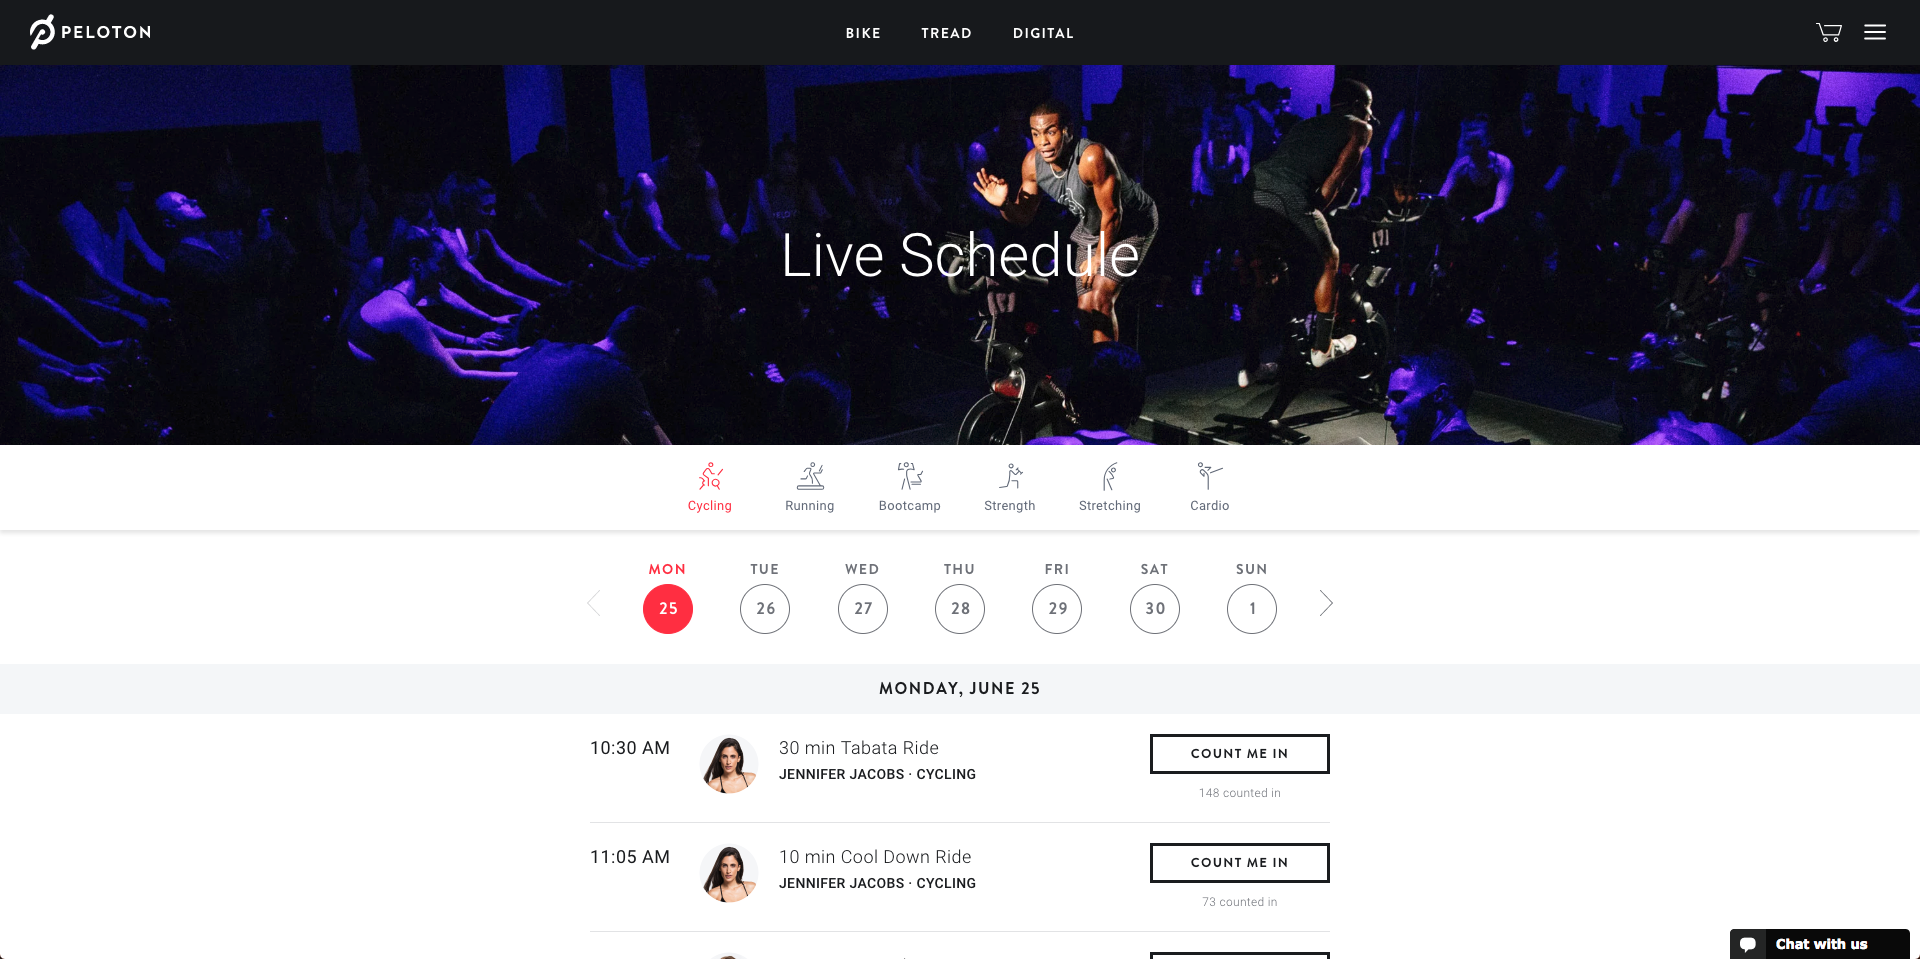 PELOTON
BIKE TREAD DIGITAL
Live Schedule
Cycling Running Bootcamp Strength Stretching Cardio
MON TUE WED THU FRI SAT SUN
25 26 27 28 29 30 1
MONDAY, JUNE 25
10:30 AM
30 min Tabata Ride
JENNIFER JACOBS · CYCLING
COUNT ME IN
148 counted in
11:05 AM
10 min Cool Down Ride
JENNIFER JACOBS · CYCLING
COUNT ME IN
73 counted in
Chat with us